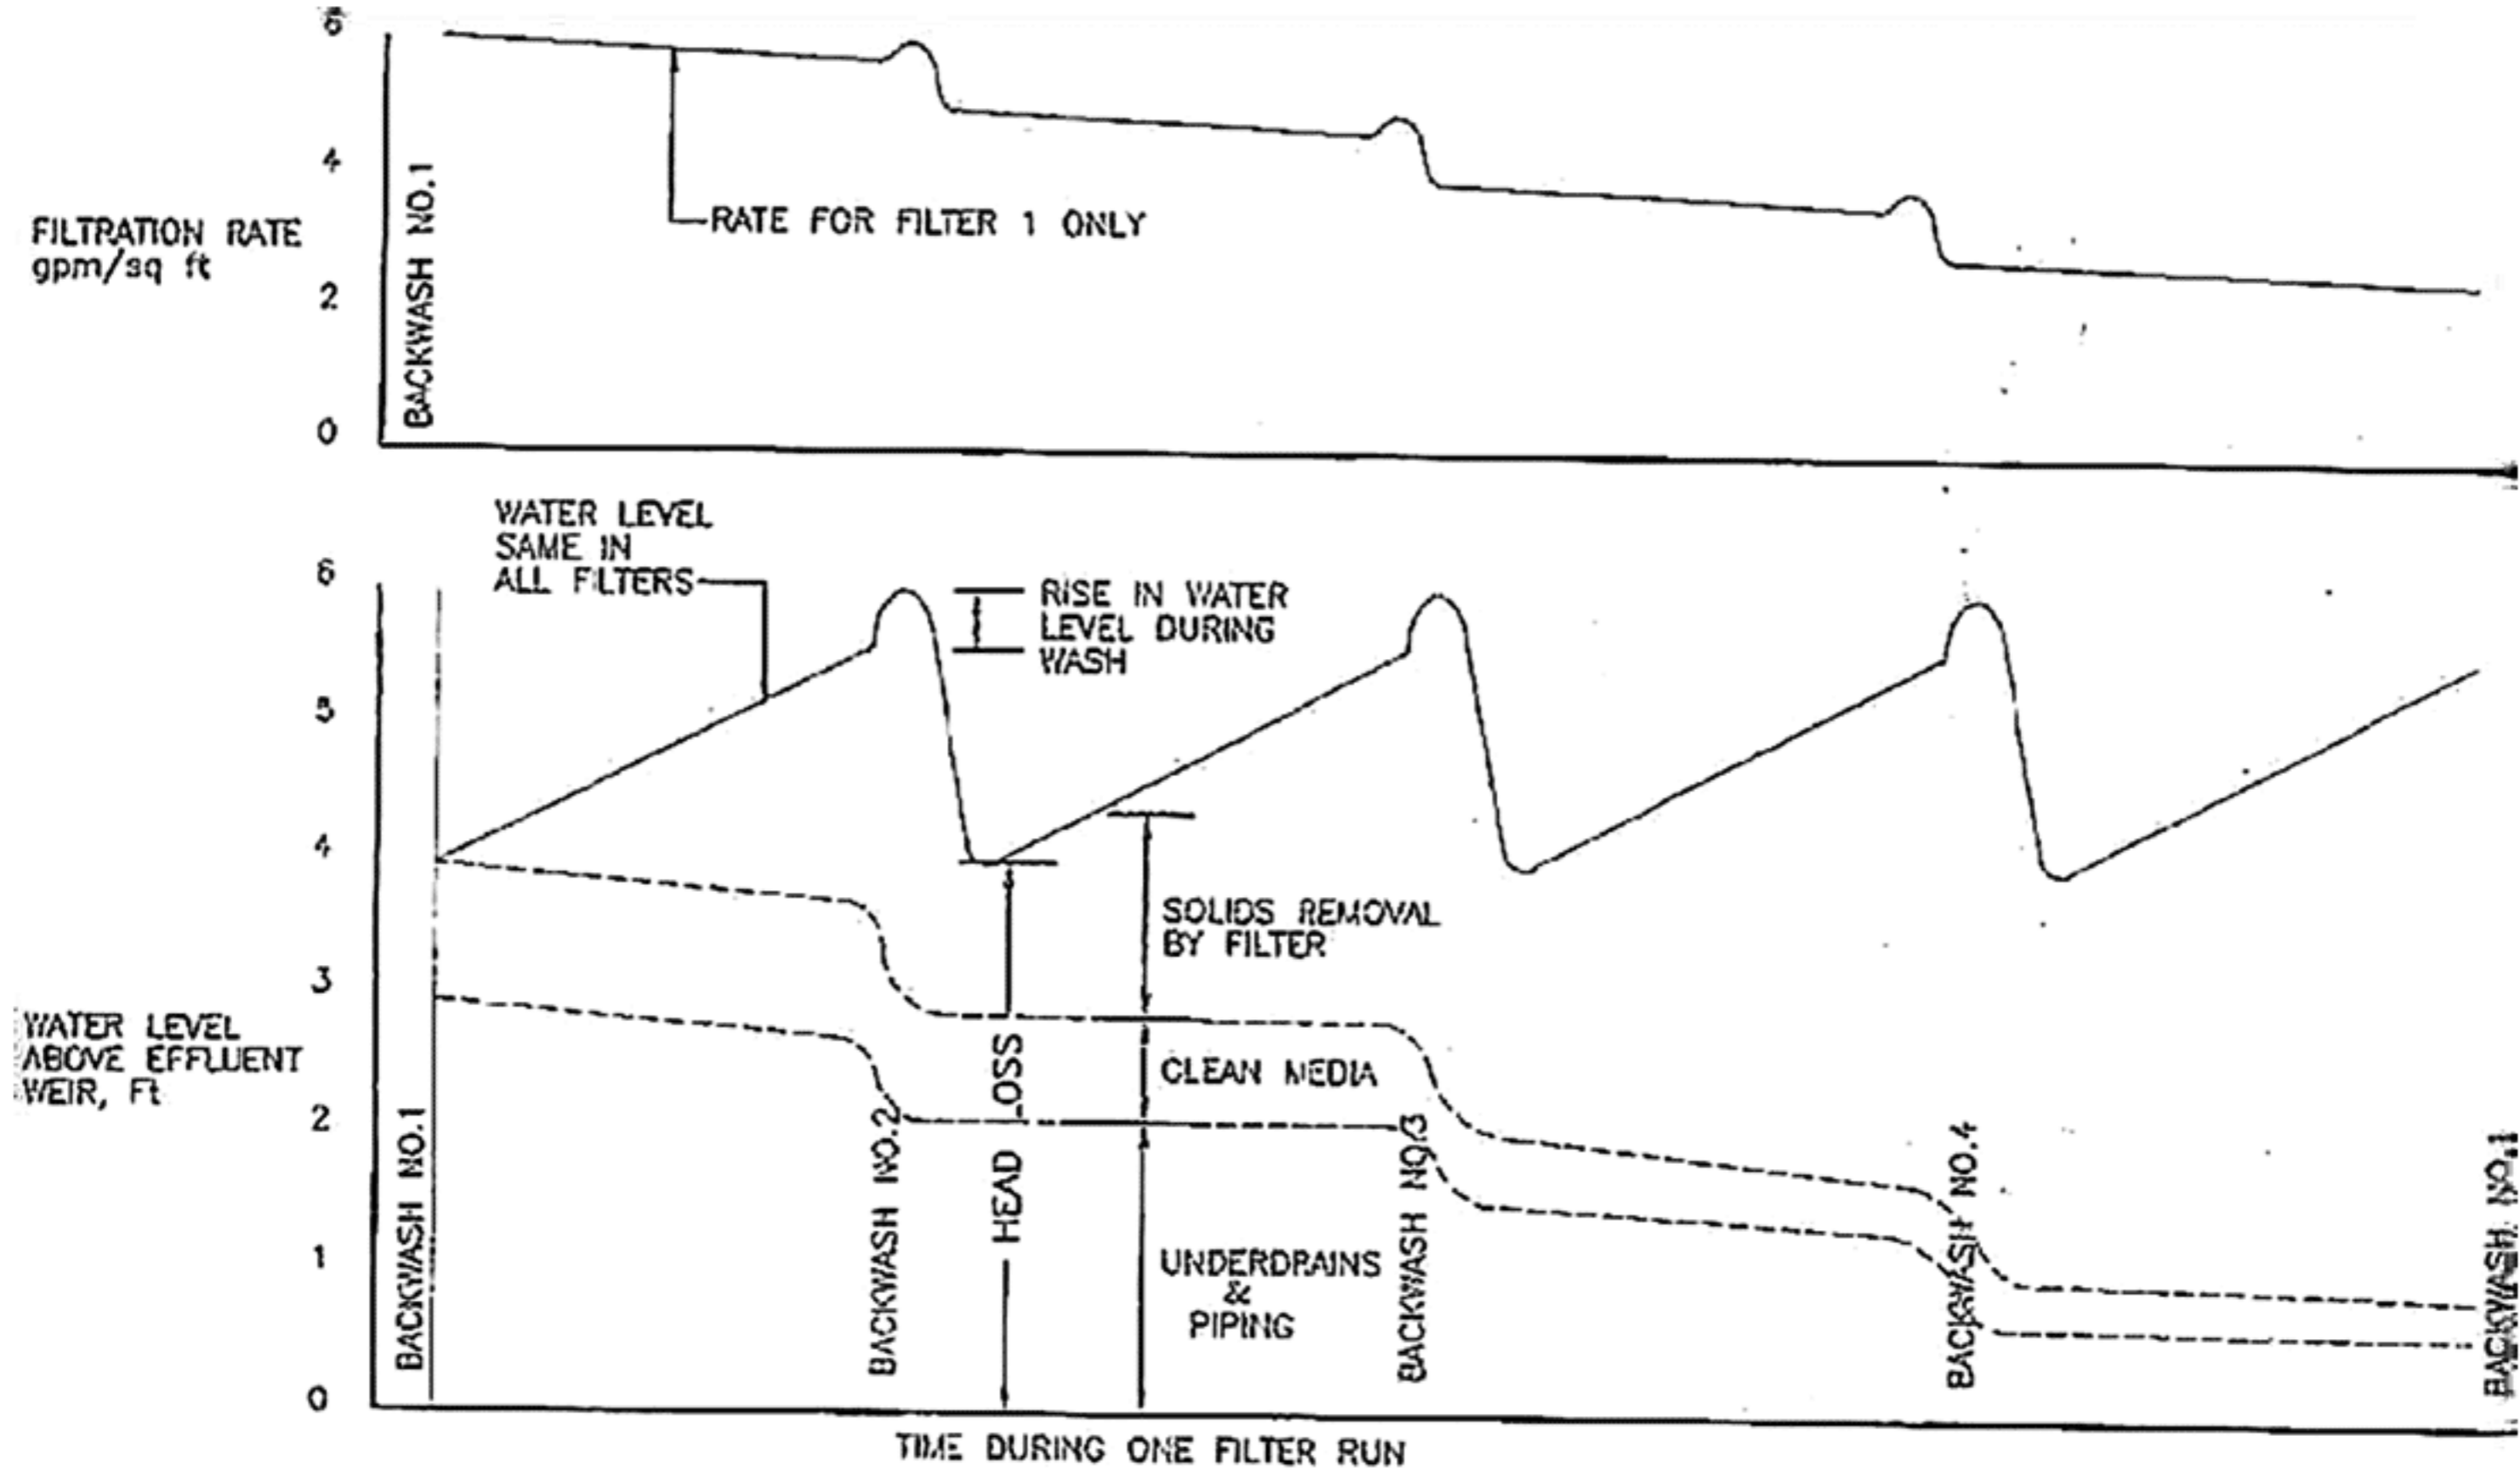 6
4
2
0
FILTRATION RATE
gpm/sq ft
BACKWASH NO.1
RATE FOR FILTER 1 ONLY
WATER LEVEL
SAME IN
ALL FILTERS
RISE IN WATER
LEVEL DURING
WASH
6
5
4
3
2
1
0
WATER LEVEL
ABOVE EFFLUENT
WEIR, Ft
SOLIDS REMOVAL
BY FILTER
CLEAN MEDIA
UNDERDRAINS
&
PIPING
HEAD LOSS
BACKWASH NO.1
BACKWASH NO.2
BACKWASH NO.3
BACKWASH NO.4
BACKWASH NO.1
TIME DURING ONE FILTER RUN